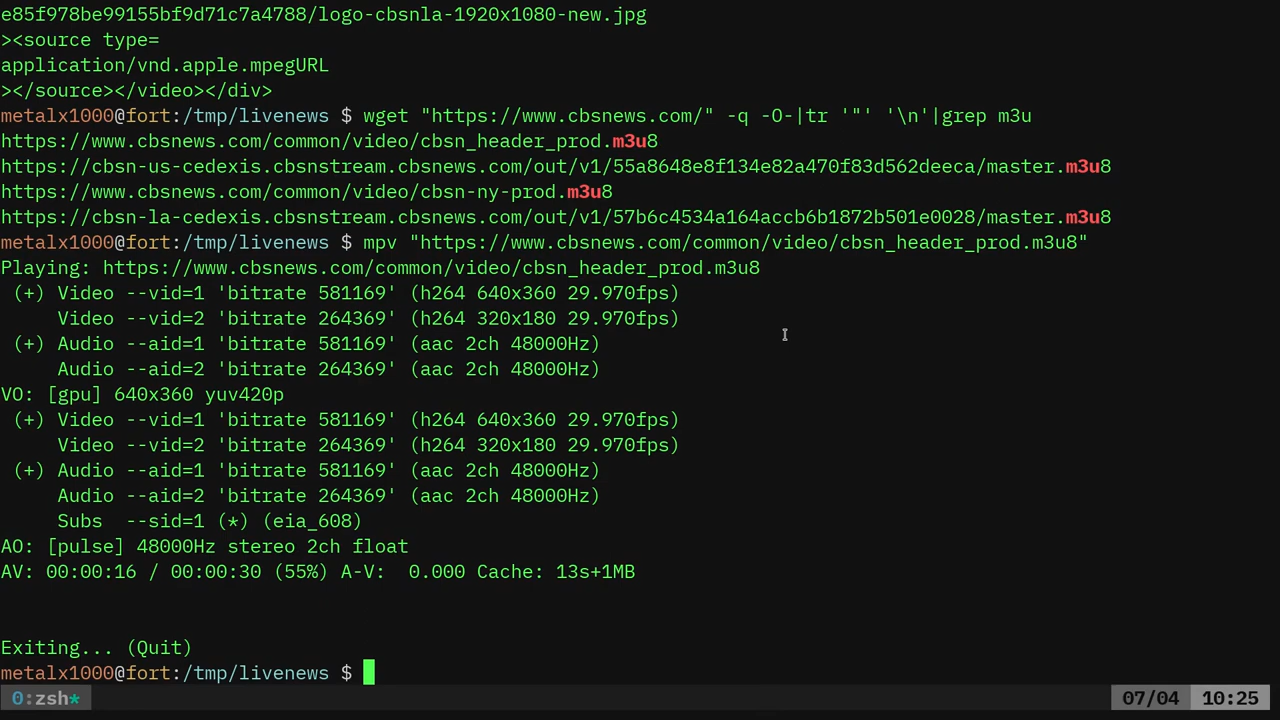 e85f978be99155bf9d71c7a4788/logo-cbsnla-1920x1080-new.jpg
><source type=
application/vnd.apple.mpegURL
></source></video></div>
metalx1000@fort:/tmp/livenews $ wget "https://www.cbsnews.com/" -q -O-|tr '"' '\n'|grep m3u
https://www.cbsnews.com/common/video/cbsn_header_prod.m3u8
https://cbsn-us-cedexis.cbsnstream.cbsnews.com/out/v1/55a8648e8f134e82a470f83d562deeca/master.m3u8
https://www.cbsnews.com/common/video/cbsn-ny-prod.m3u8
https://cbsn-la-cedexis.cbsnstream.cbsnews.com/out/v1/57b6c4534a164accb6b1872b501e0028/master.m3u8
metalx1000@fort:/tmp/livenews $ mpv "https://www.cbsnews.com/common/video/cbsn_header_prod.m3u8"
Playing: https://www.cbsnews.com/common/video/cbsn_header_prod.m3u8
 (+) Video --vid=1 'bitrate 581169' (h264 640x360 29.970fps)
     Video --vid=2 'bitrate 264369' (h264 320x180 29.970fps)
 (+) Audio --aid=1 'bitrate 581169' (aac 2ch 48000Hz)
     Audio --aid=2 'bitrate 264369' (aac 2ch 48000Hz)
VO: [gpu] 640x360 yuv420p
 (+) Video --vid=1 'bitrate 581169' (h264 640x360 29.970fps)
     Video --vid=2 'bitrate 264369' (h264 320x180 29.970fps)
 (+) Audio --aid=1 'bitrate 581169' (aac 2ch 48000Hz)
     Audio --aid=2 'bitrate 264369' (aac 2ch 48000Hz)
     Subs  --sid=1 (*) (eia_608)
AO: [pulse] 48000Hz stereo 2ch float
AV: 00:00:16 / 00:00:30 (55%) A-V:  0.000 Cache: 13s+1MB
Exiting... (Quit)
metalx1000@fort:/tmp/livenews $
0:zsh* 07/04 10:25